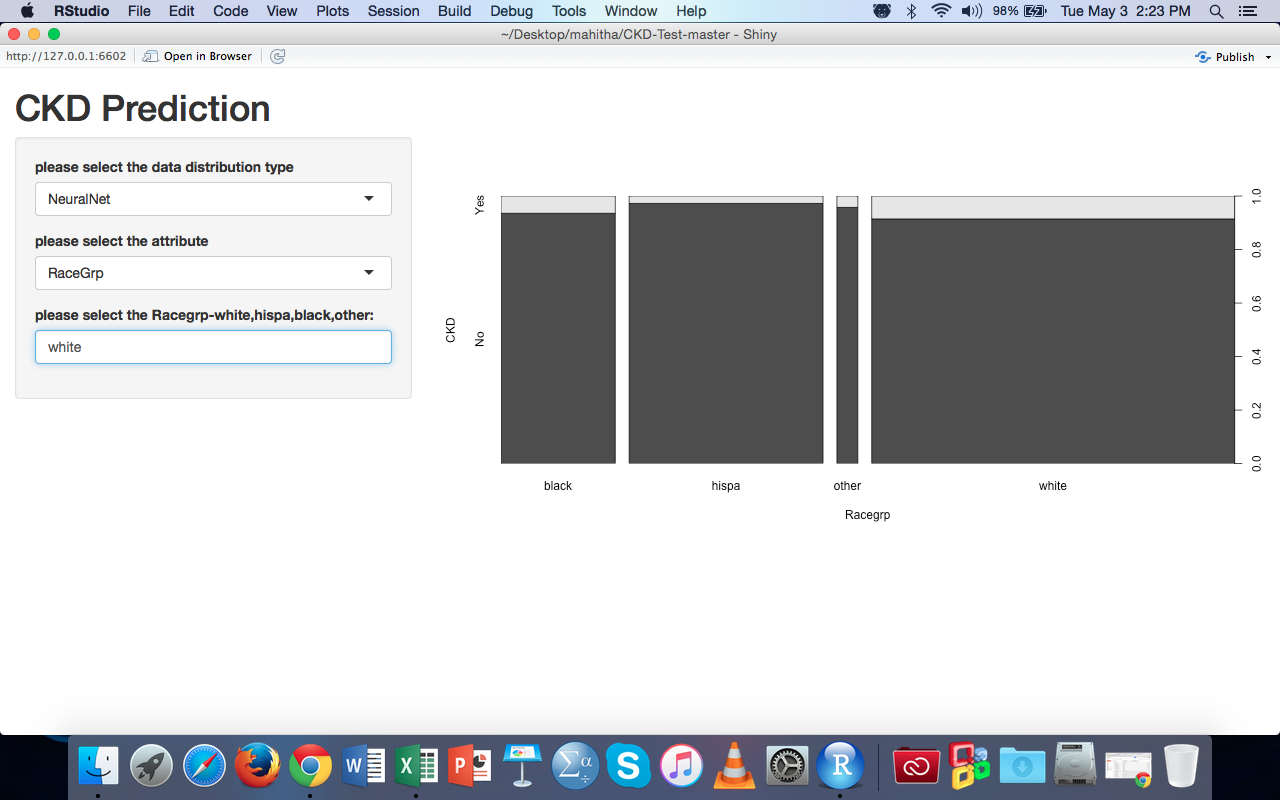 RStudio File Edit Code View Plots Session Build Debug Tools Window Help 98% Tue May 3 2:23 PM
~/Desktop/mahitha/CKD-Test-master - Shiny
http://127.0.0.1:6602 Open in Browser Publish
CKD Prediction
please select the data distribution type
NeuralNet
please select the attribute
RaceGrp
please select the Racegrp-white,hispa,black,other:
white
CKD
Yes
No
1.0
0.8
0.6
0.4
0.2
0.0
black hispa other white
Racegrp
W X P Σα÷ S R